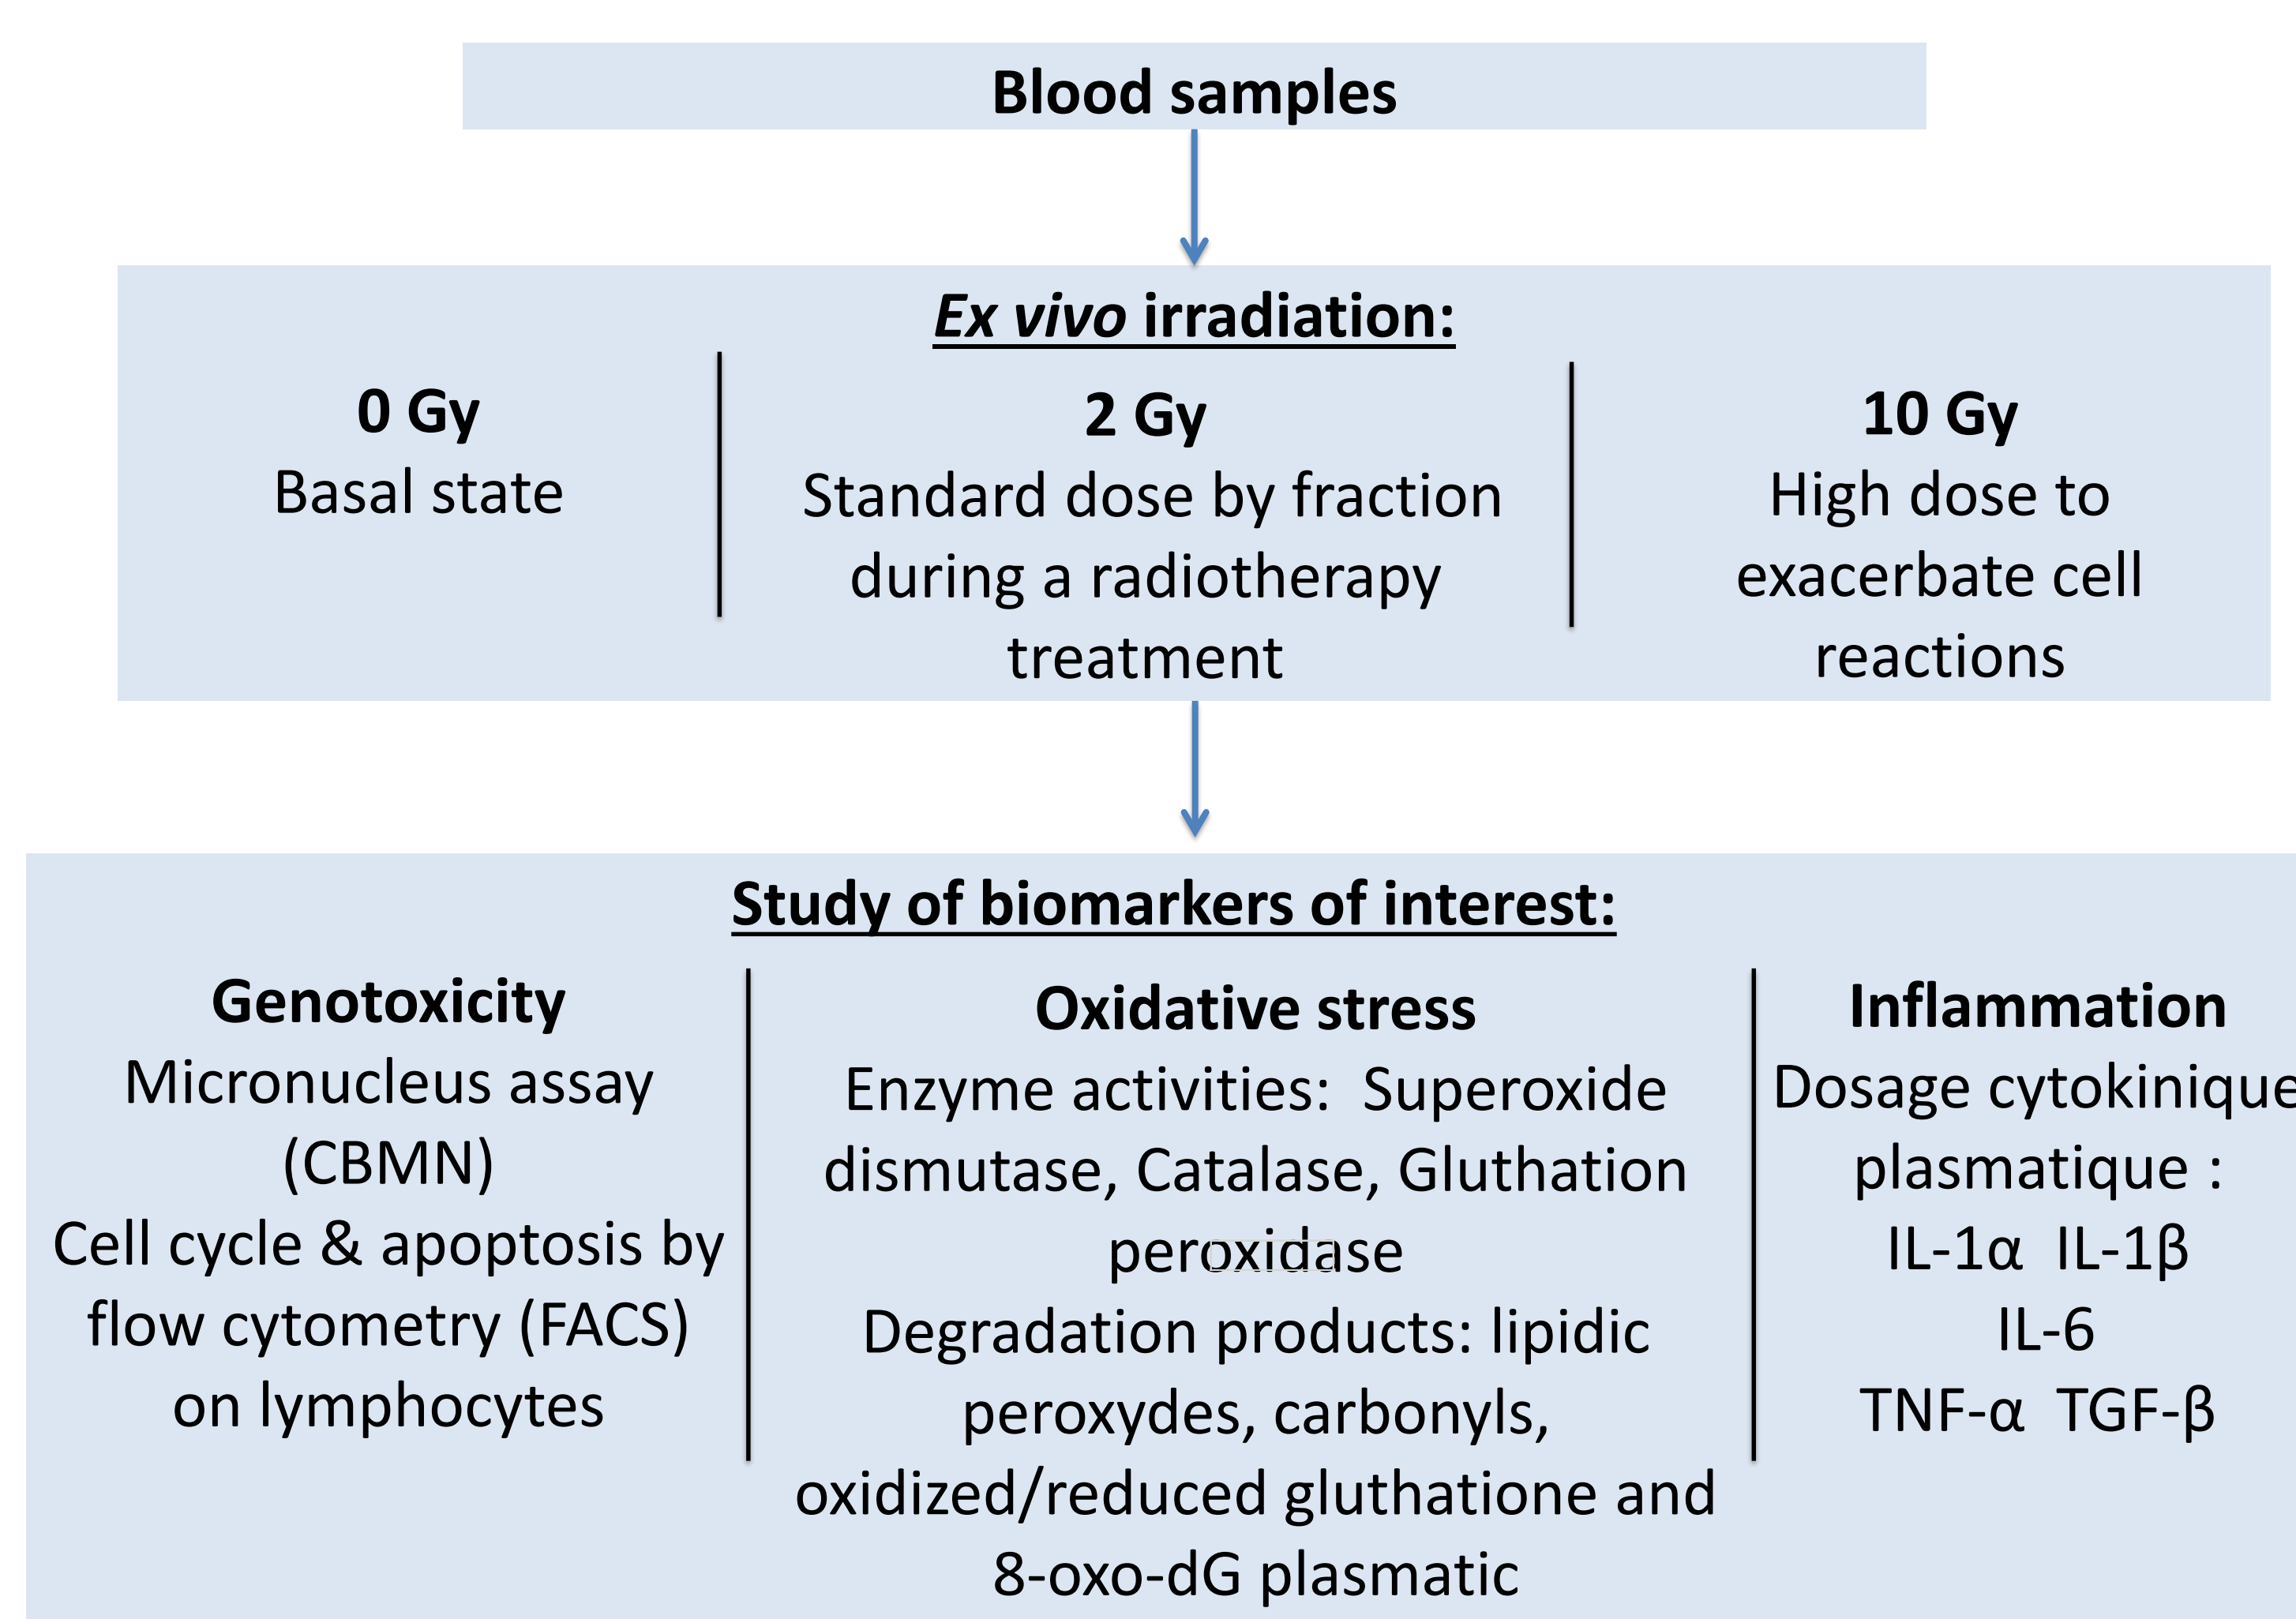 Blood samples
Ex vivo irradiation:
0 Gy
Basal state
2 Gy
Standard dose by fraction
during a radiotherapy
treatment
10 Gy
High dose to
exacerbate cell
reactions
Study of biomarkers of interest:
Genotoxicity
Micronucleus assay
(CBMN)
Cell cycle & apoptosis by
flow cytometry (FACS)
on lymphocytes
Oxidative stress
Enzyme activities:  Superoxide
dismutase, Catalase, Gluthation
peroxidase
Degradation products: lipidic
peroxydes, carbonyls,
oxidized/reduced gluthatione and
8-oxo-dG plasmatic
Inflammation
Dosage cytokinique
plasmatique :
IL-1α  IL-1β
IL-6
TNF-α  TGF-β